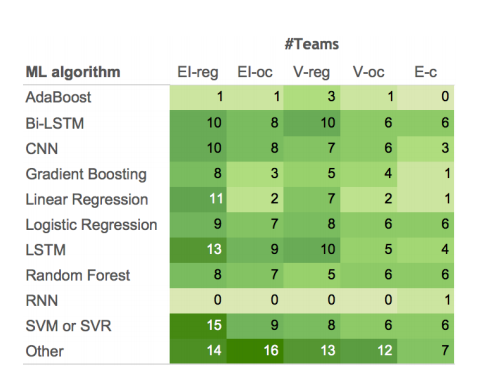 #Teams
ML algorithm EI-reg EI-oc V-reg V-oc E-c
AdaBoost 1 1 3 1 0
Bi-LSTM 10 8 10 6 6
CNN 10 8 7 6 3
Gradient Boosting 8 3 5 4 1
Linear Regression 11 2 7 2 1
Logistic Regression 9 7 8 6 6
LSTM 13 9 10 5 4
Random Forest 8 7 5 6 6
RNN 0 0 0 0 1
SVM or SVR 15 9 8 6 6
Other 14 16 13 12 7